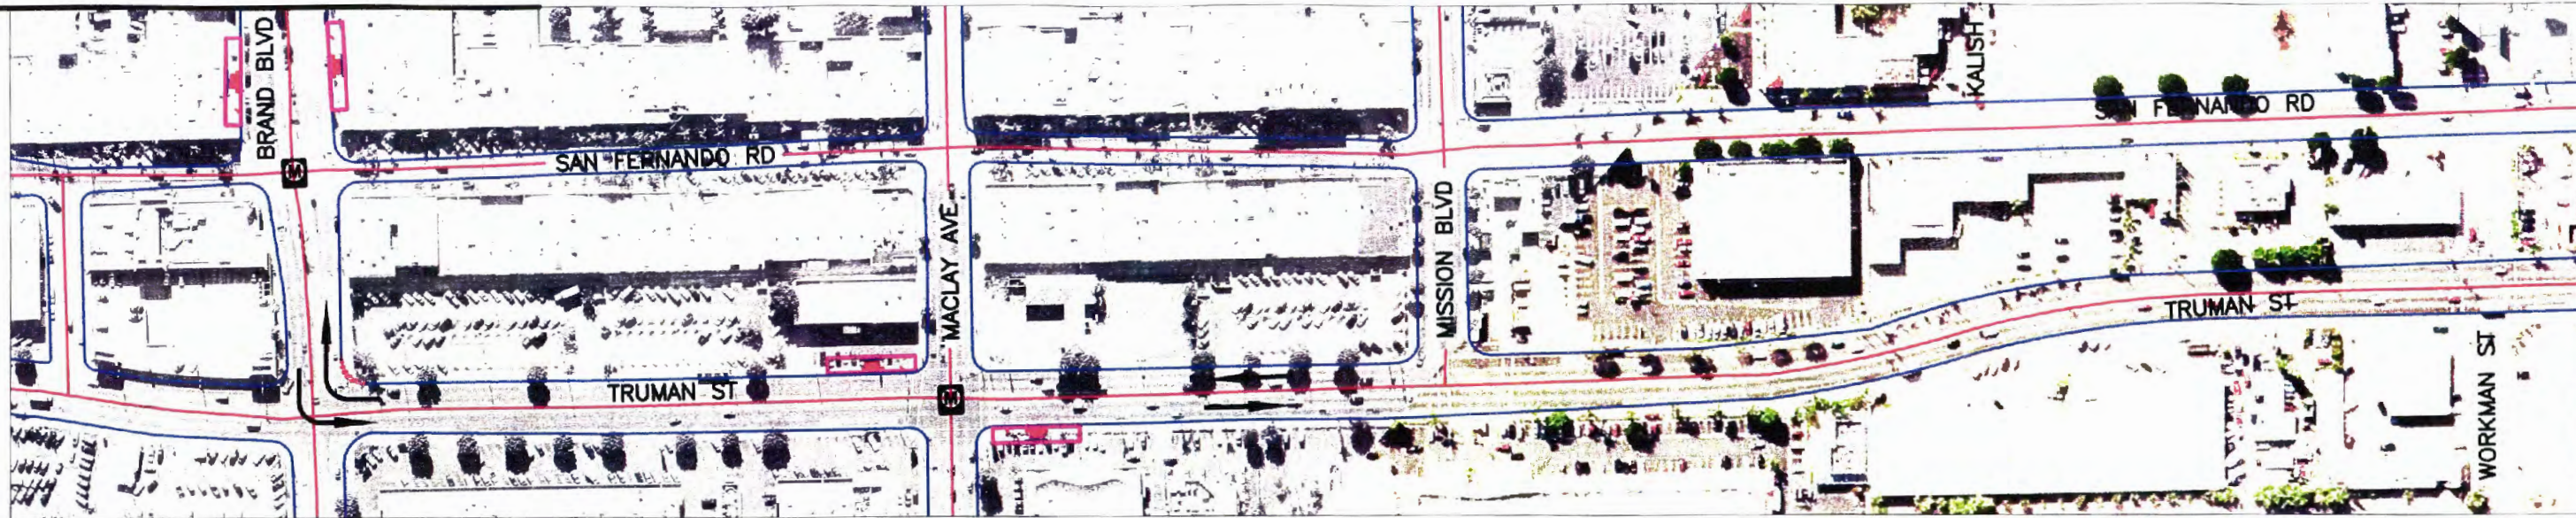 BRAND BLVD
KALISH
SAN FERNANDO RD
M
SAN FERNANDO RD
MACLAY AVE
MISSION BLVD
TRUMAN ST
TRUMAN ST
M
WORKMAN ST